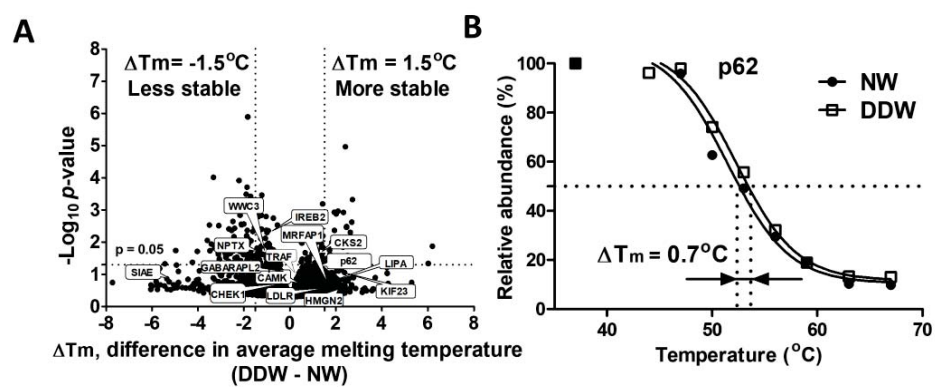 A
8
7
6
5
4
3
2
1
0
-Log10 p-value
ΔTm= -1.5°C
Less stable
ΔTm = 1.5°C
More stable
p = 0.05
WWC3
IREB2
MRFAP1
CKS2
NPTX
TRAF
p62
LIPA
SIAE
GABARAPL2
CAMK
CHEK1
LDLR
HMGN2
KIF23
-8 -6 -4 -2 0 2 4 6 8
ΔTm, difference in average melting temperature
(DDW - NW)
B
p62
NW
DDW
100
80
60
40
20
0
Relative abundance (%)
ΔTm = 0.7°C
40 50 60 70
Temperature (°C)